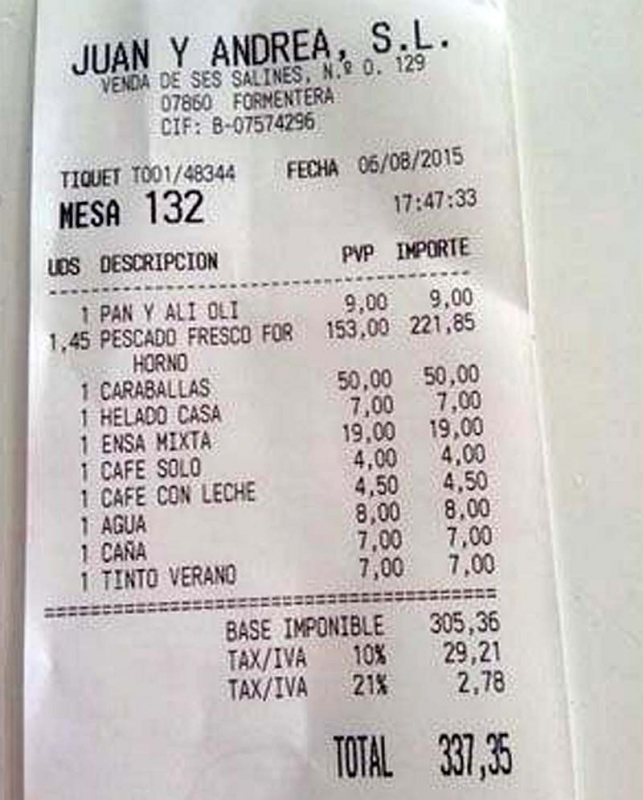 JUAN Y ANDREA, S.L.
VENDA DE SES SALINES, N.º 0. 129
07860 FORMENTERA
CIF: B-07574296
TIQUET T001/48344 FECHA 06/08/2015
MESA 132 17:47:33
UDS DESCRIPCION PVP IMPORTE
1 PAN Y ALI OLI 9,00 9,00
1,45 PESCADO FRESCO FOR 153,00 221,85
HORNO
1 CARABALLAS 50,00 50,00
1 HELADO CASA 7,00 7,00
1 ENSA MIXTA 19,00 19,00
1 CAFE SOLO 4,00 4,00
1 CAFE CON LECHE 4,50 4,50
1 AGUA 8,00 8,00
1 CAÑA 7,00 7,00
1 TINTO VERANO 7,00 7,00
BASE IMPONIBLE 305,36
TAX/IVA 10% 29,21
TAX/IVA 21% 2,78
TOTAL 337,35